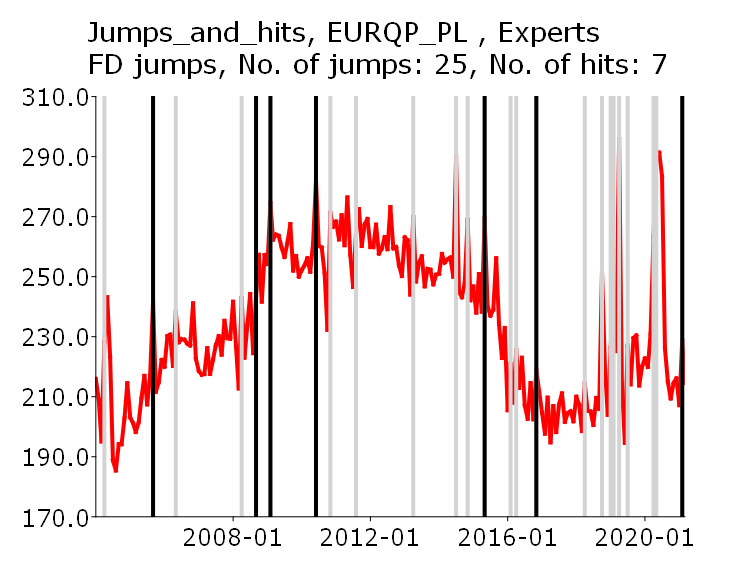 Jumps_and_hits, EURQP_PL , Experts
FD jumps, No. of jumps: 25, No. of hits: 7
310.0
290.0
270.0
250.0
230.0
210.0
190.0
170.0
2008-01 2012-01 2016-01 2020-01